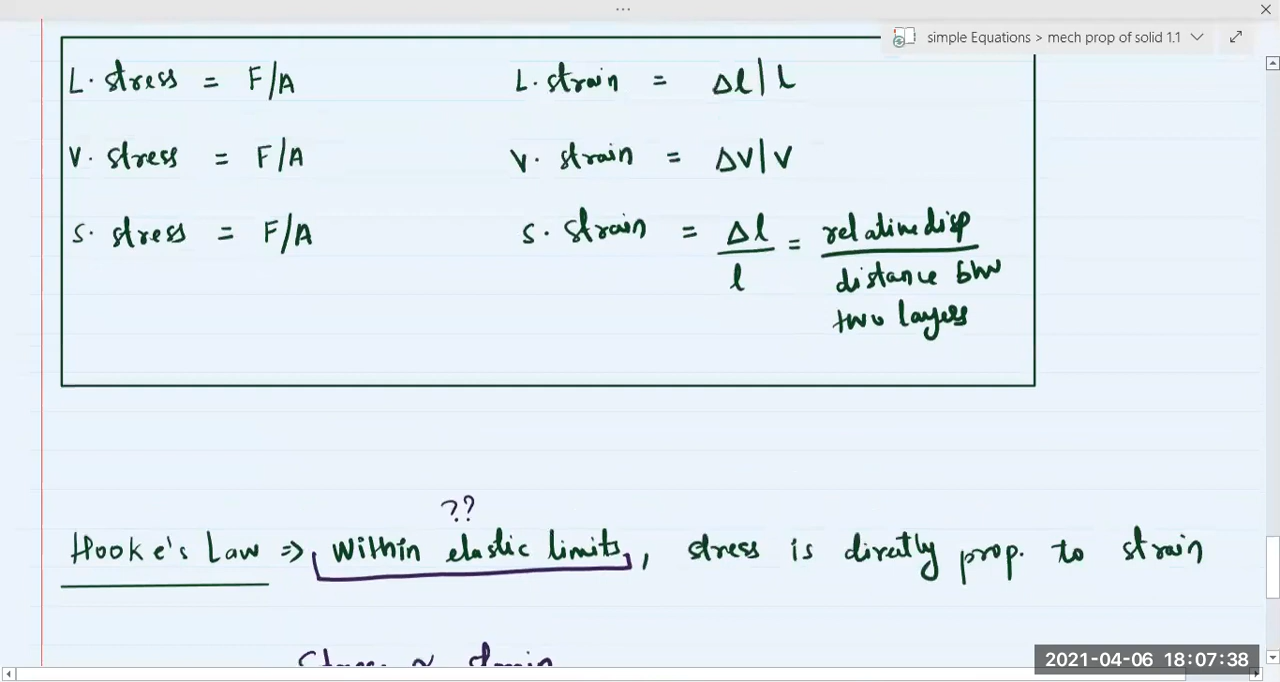 ...
simple Equations > mech prop of solid 1.1
L. stress = F/A L. strain = Δl/l
V. stress = F/A V. strain = ΔV/V
S. stress = F/A S. strain = Δl/l = relative disp / distance btw two layers
??
Hooke's Law ⇒ within elastic limits, stress is directly prop. to strain
2021-04-06 18:07:38